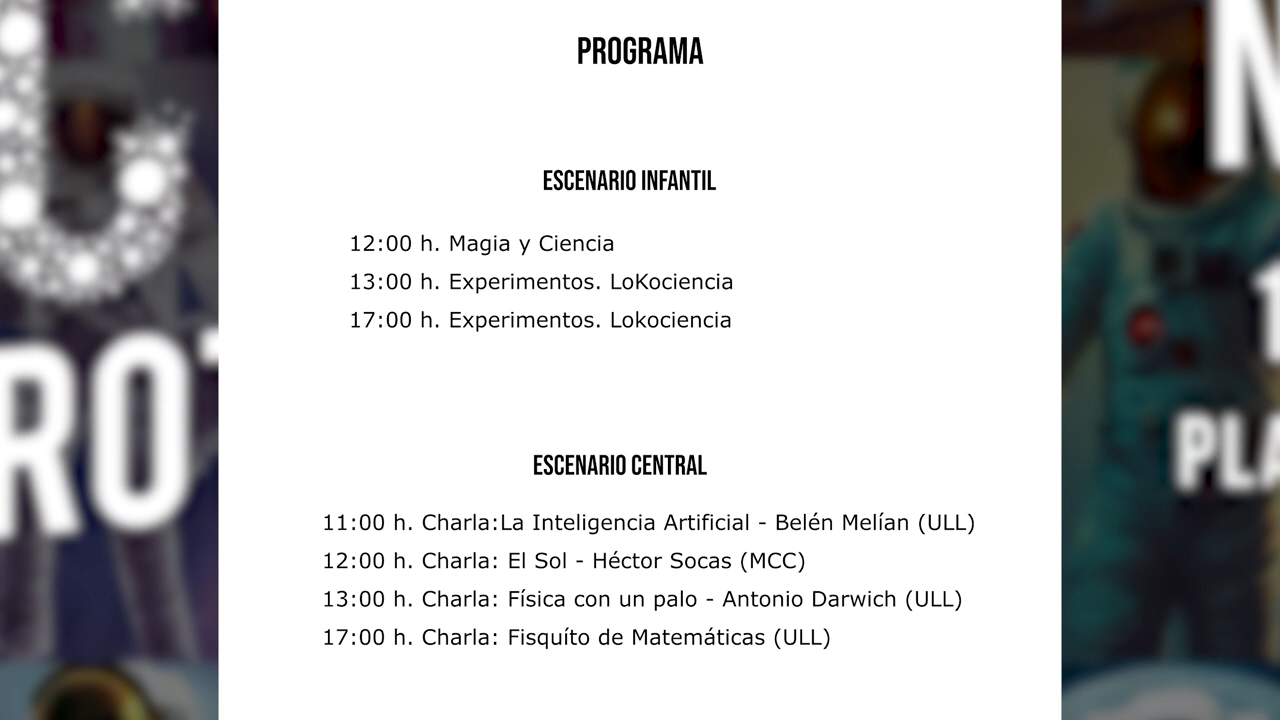 PROGRAMA
ESCENARIO INFANTIL
12:00 h. Magia y Ciencia
13:00 h. Experimentos. LoKociencia
17:00 h. Experimentos. Lokociencia
ESCENARIO CENTRAL
11:00 h. Charla:La Inteligencia Artificial - Belén Melían (ULL)
12:00 h. Charla: El Sol - Héctor Socas (MCC)
13:00 h. Charla: Física con un palo - Antonio Darwich (ULL)
17:00 h. Charla: Fisquíto de Matemáticas (ULL)